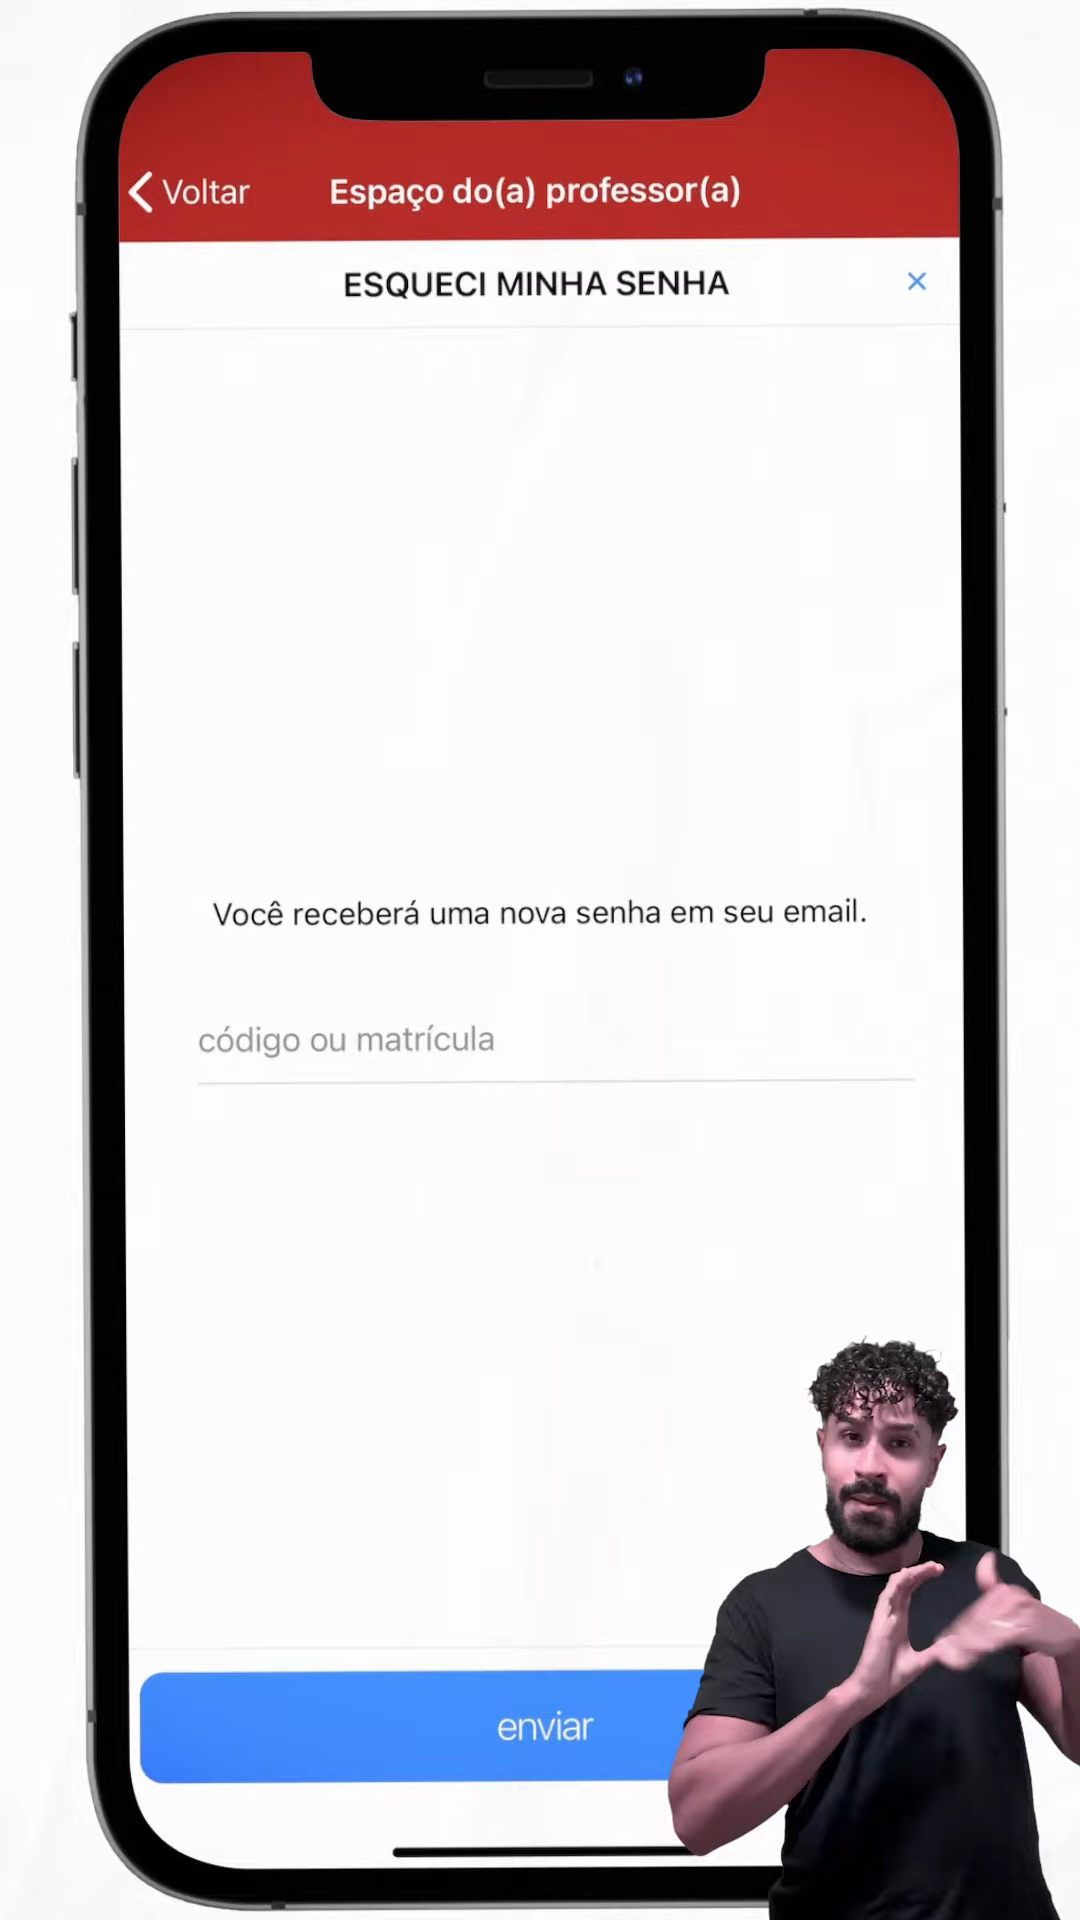 Voltar
Espaço do(a) professor(a)
ESQUECI MINHA SENHA
Você receberá uma nova senha em seu email.
código ou matrícula
enviar